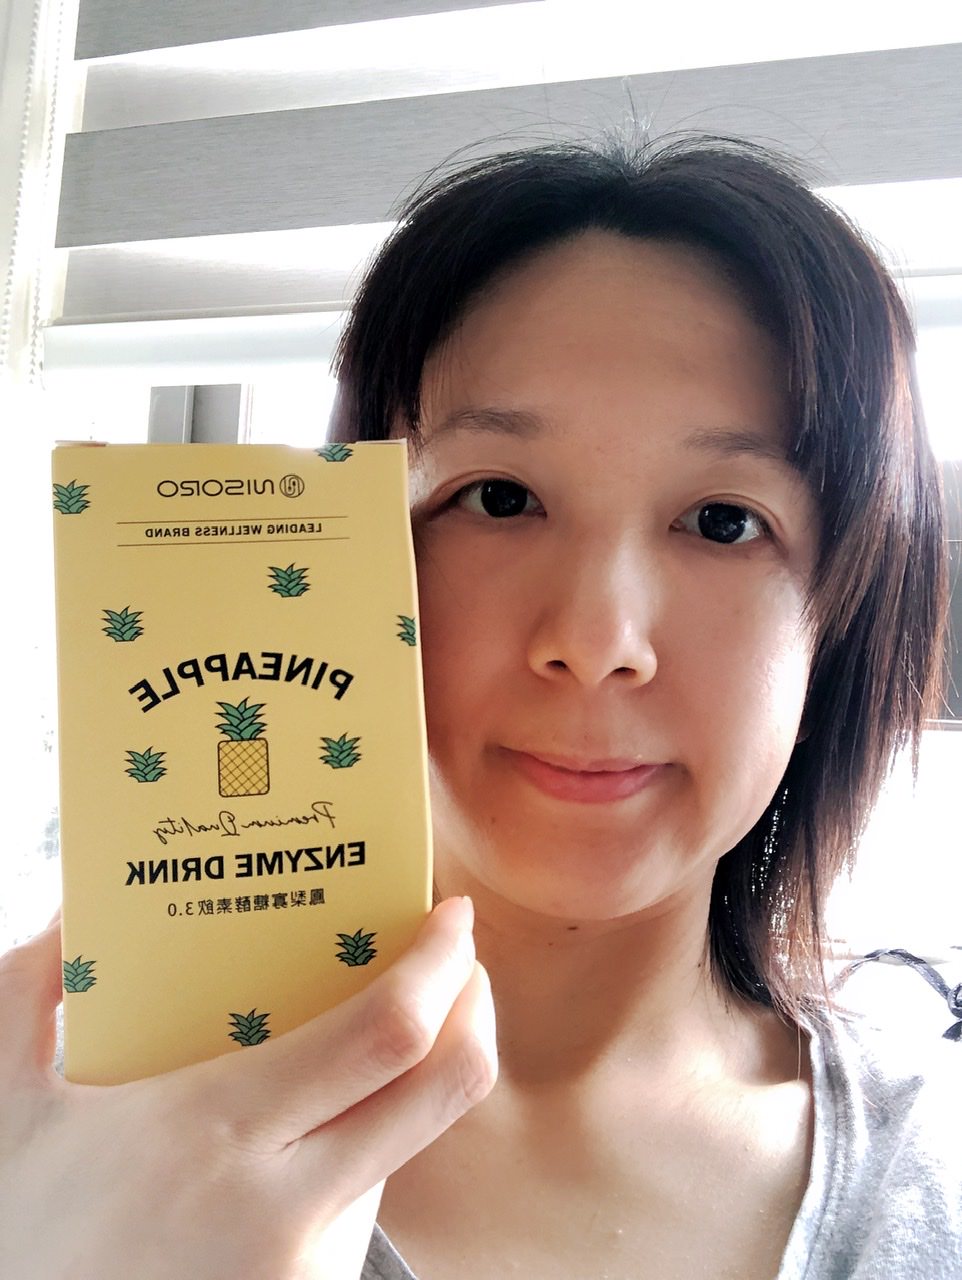 NISORO
LEADING WELLNESS BRAND
PINEAPPLE
Premium Quality
ENZYME DRINK
鳳梨寡糖酵素飲3.0